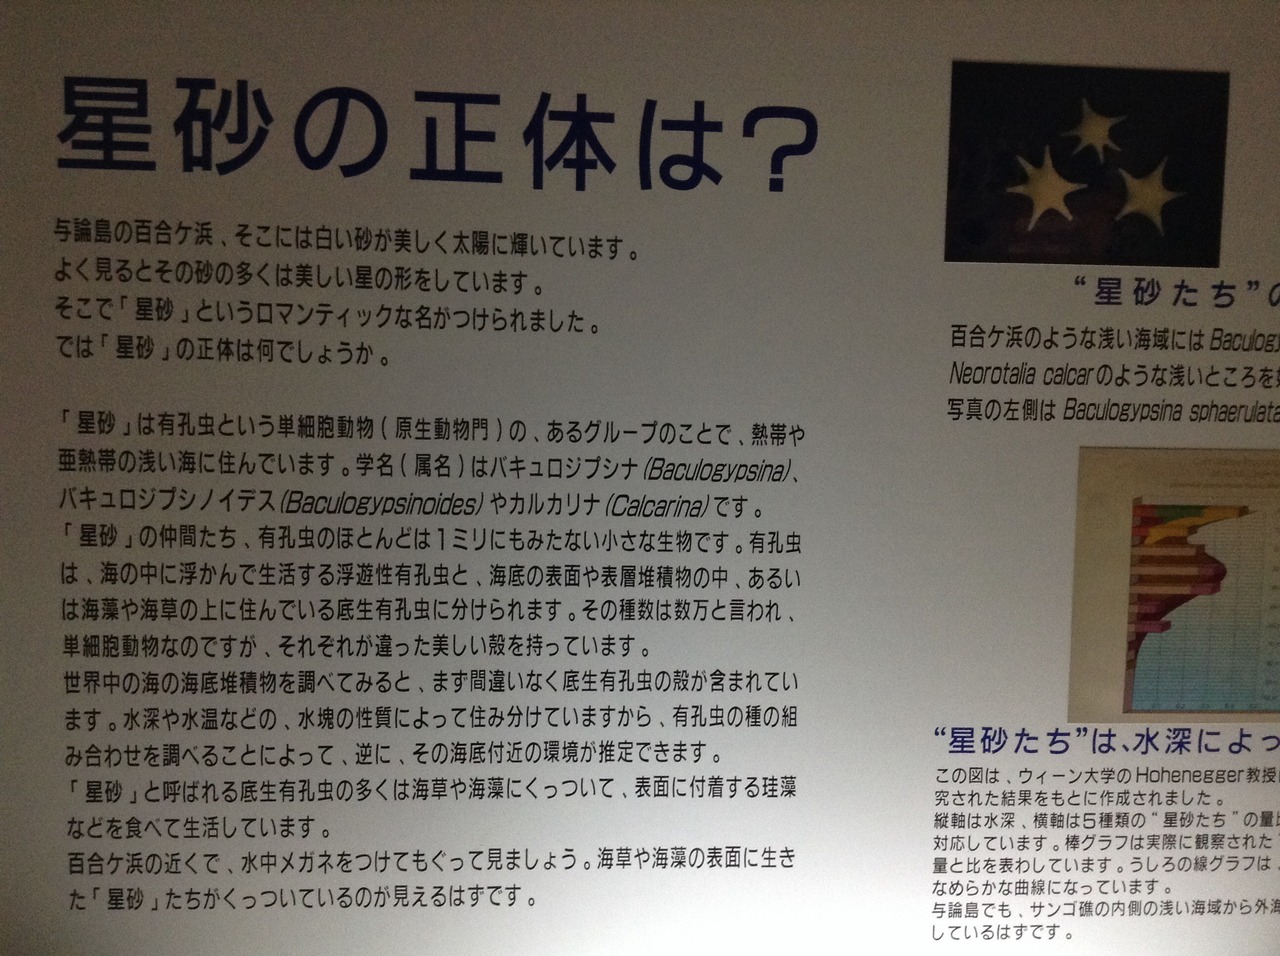 星砂の正体は?
与論島の百合ケ浜、そこには白い砂が美しく太陽に輝いています。
よく見るとその砂の多くは美しい星の形をしています。
そこで「星砂」というロマンティックな名がつけられました。
では「星砂」の正体は何でしょうか。
「星砂」は有孔虫という単細胞動物(原生動物門)の、あるグループのことで、熱帯や
亜熱帯の浅い海に住んでいます。学名(属名)はバキュロジプシナ(Baculogypsina)、
バキュロジプシノイデス(Baculogypsinoides)やカルカリナ(Calcarina)です。
「星砂」の仲間たち、有孔虫のほとんどは1ミリにもみたない小さな生物です。有孔虫
は、海の中に浮かんで生活する浮遊性有孔虫と、海底の表面や表層堆積物の中、あるい
は海藻や海草の上に住んでいる底生有孔虫に分けられます。その種数は数万と言われ、
単細胞動物なのですが、それぞれが違った美しい殻を持っています。
世界中の海の海底堆積物を調べてみると、まず間違いなく底生有孔虫の殻が含まれてい
ます。水深や水温などの、水塊の性質によって住み分けていますから、有孔虫の種の組
み合わせを調べることによって、逆に、その海底付近の環境が推定できます。
「星砂」と呼ばれる底生有孔虫の多くは海草や海藻にくっついて、表面に付着する珪藻
などを食べて生活しています。
百合ケ浜の近くで、水中メガネをつけてもぐって見ましょう。海草や海藻の表面に生き
た「星砂」たちがくっついているのが見えるはずです。
“星砂たち”の
百合ケ浜のような浅い海域にはBaculogy
Neorotalia calcarのような浅いところを
写真の左側は Baculogypsina sphaerulata
“星砂たち”は、水深によっ
この図は、ウィーン大学のHohenegger教授
究された結果をもとに作成されました。
縦軸は水深、横軸は5種類の“星砂たち”の量
対応しています。棒グラフは実際に観察された
量と比を表わしています。うしろの線グラフは、
なめらかな曲線になっています。
与論島でも、サンゴ礁の内側の浅い海域から外海
しているはずです。